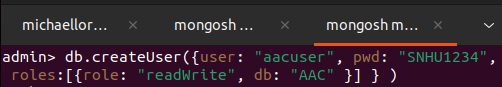 michaellor...
mongosh ...
mongosh m...
admin> db.createUser({user: "aacuser", pwd: "SNHU1234",
roles:[{role: "readWrite", db: "AAC" }] } )